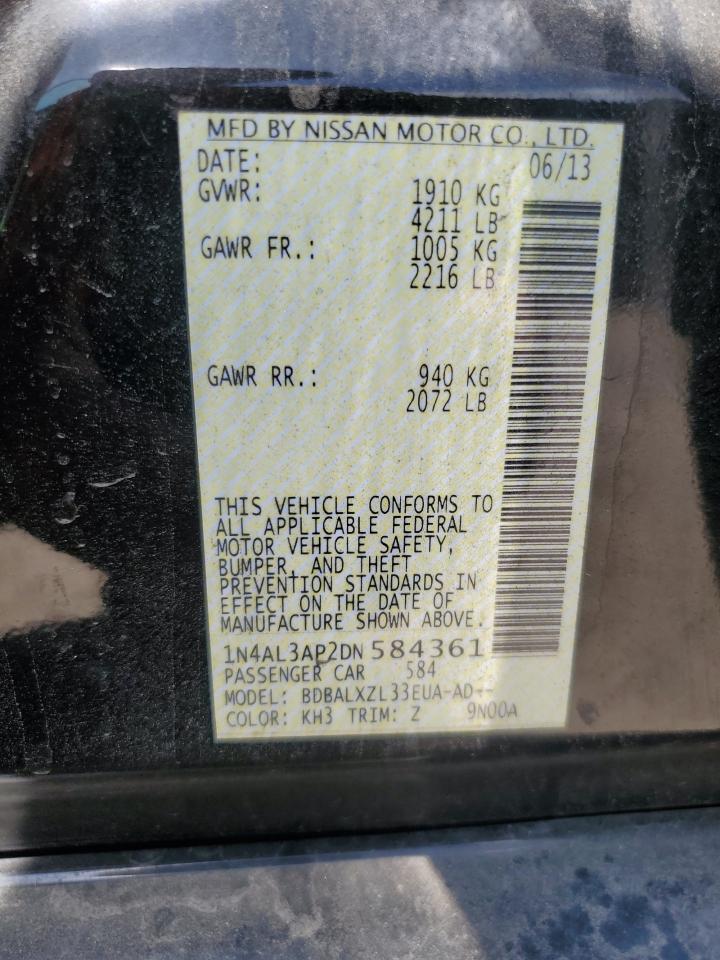 MFD BY NISSAN MOTOR CO., LTD.
DATE: 06/13
GVWR: 1910 KG
4211 LB
GAWR FR.: 1005 KG
2216 LB
GAWR RR.: 940 KG
2072 LB
THIS VEHICLE CONFORMS TO
ALL APPLICABLE FEDERAL
MOTOR VEHICLE SAFETY,
BUMPER, AND THEFT
PREVENTION STANDARDS IN
EFFECT ON THE DATE OF
MANUFACTURE SHOWN ABOVE.
1N4AL3AP2DN 584361
PASSENGER CAR 584
MODEL: BDBALXZL33EUA-AD--
COLOR: KH3 TRIM: Z 9N00A